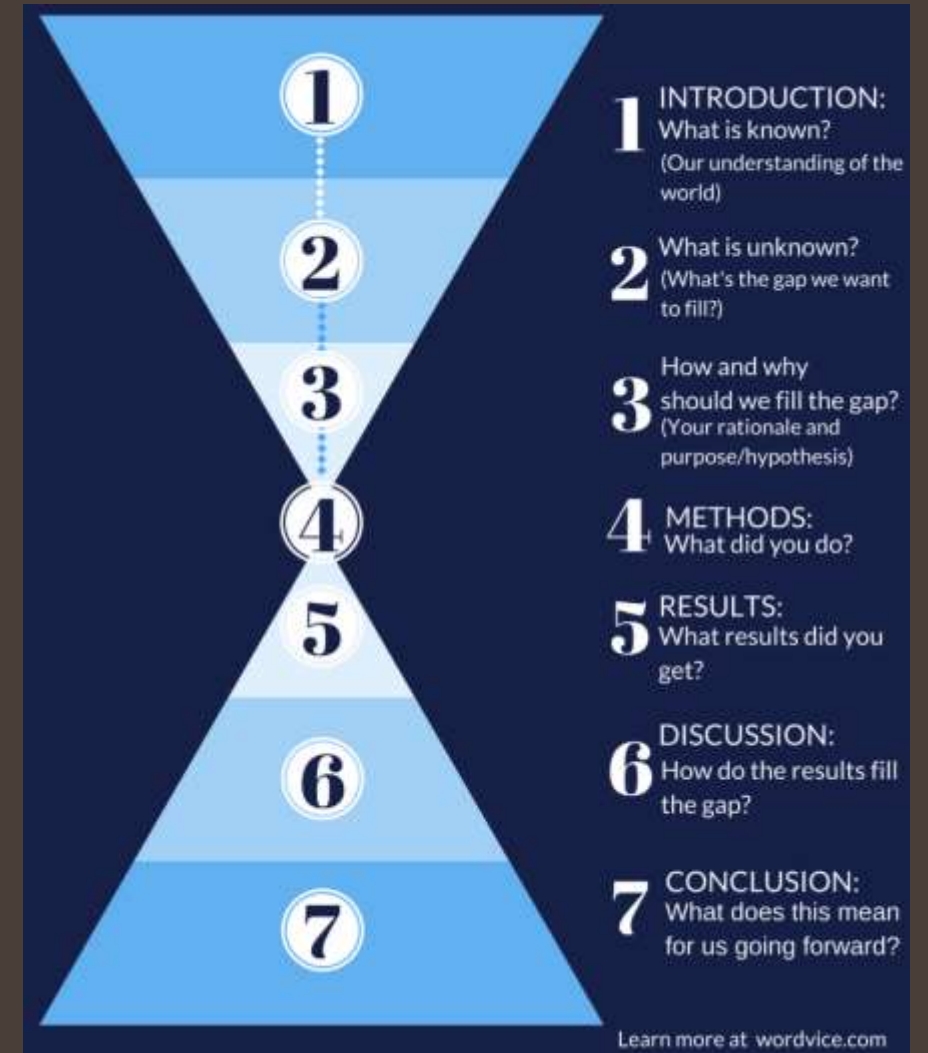 1
2
3
4
5
6
7
1 INTRODUCTION:
What is known?
(Our understanding of the
world)
2 What is unknown?
(What's the gap we want
to fill?)
3 How and why
should we fill the gap?
(Your rationale and
purpose/hypothesis)
4 METHODS:
What did you do?
5 RESULTS:
What results did you
get?
6 DISCUSSION:
How do the results fill
the gap?
7 CONCLUSION:
What does this mean
for us going forward?
Learn more at wordvice.com